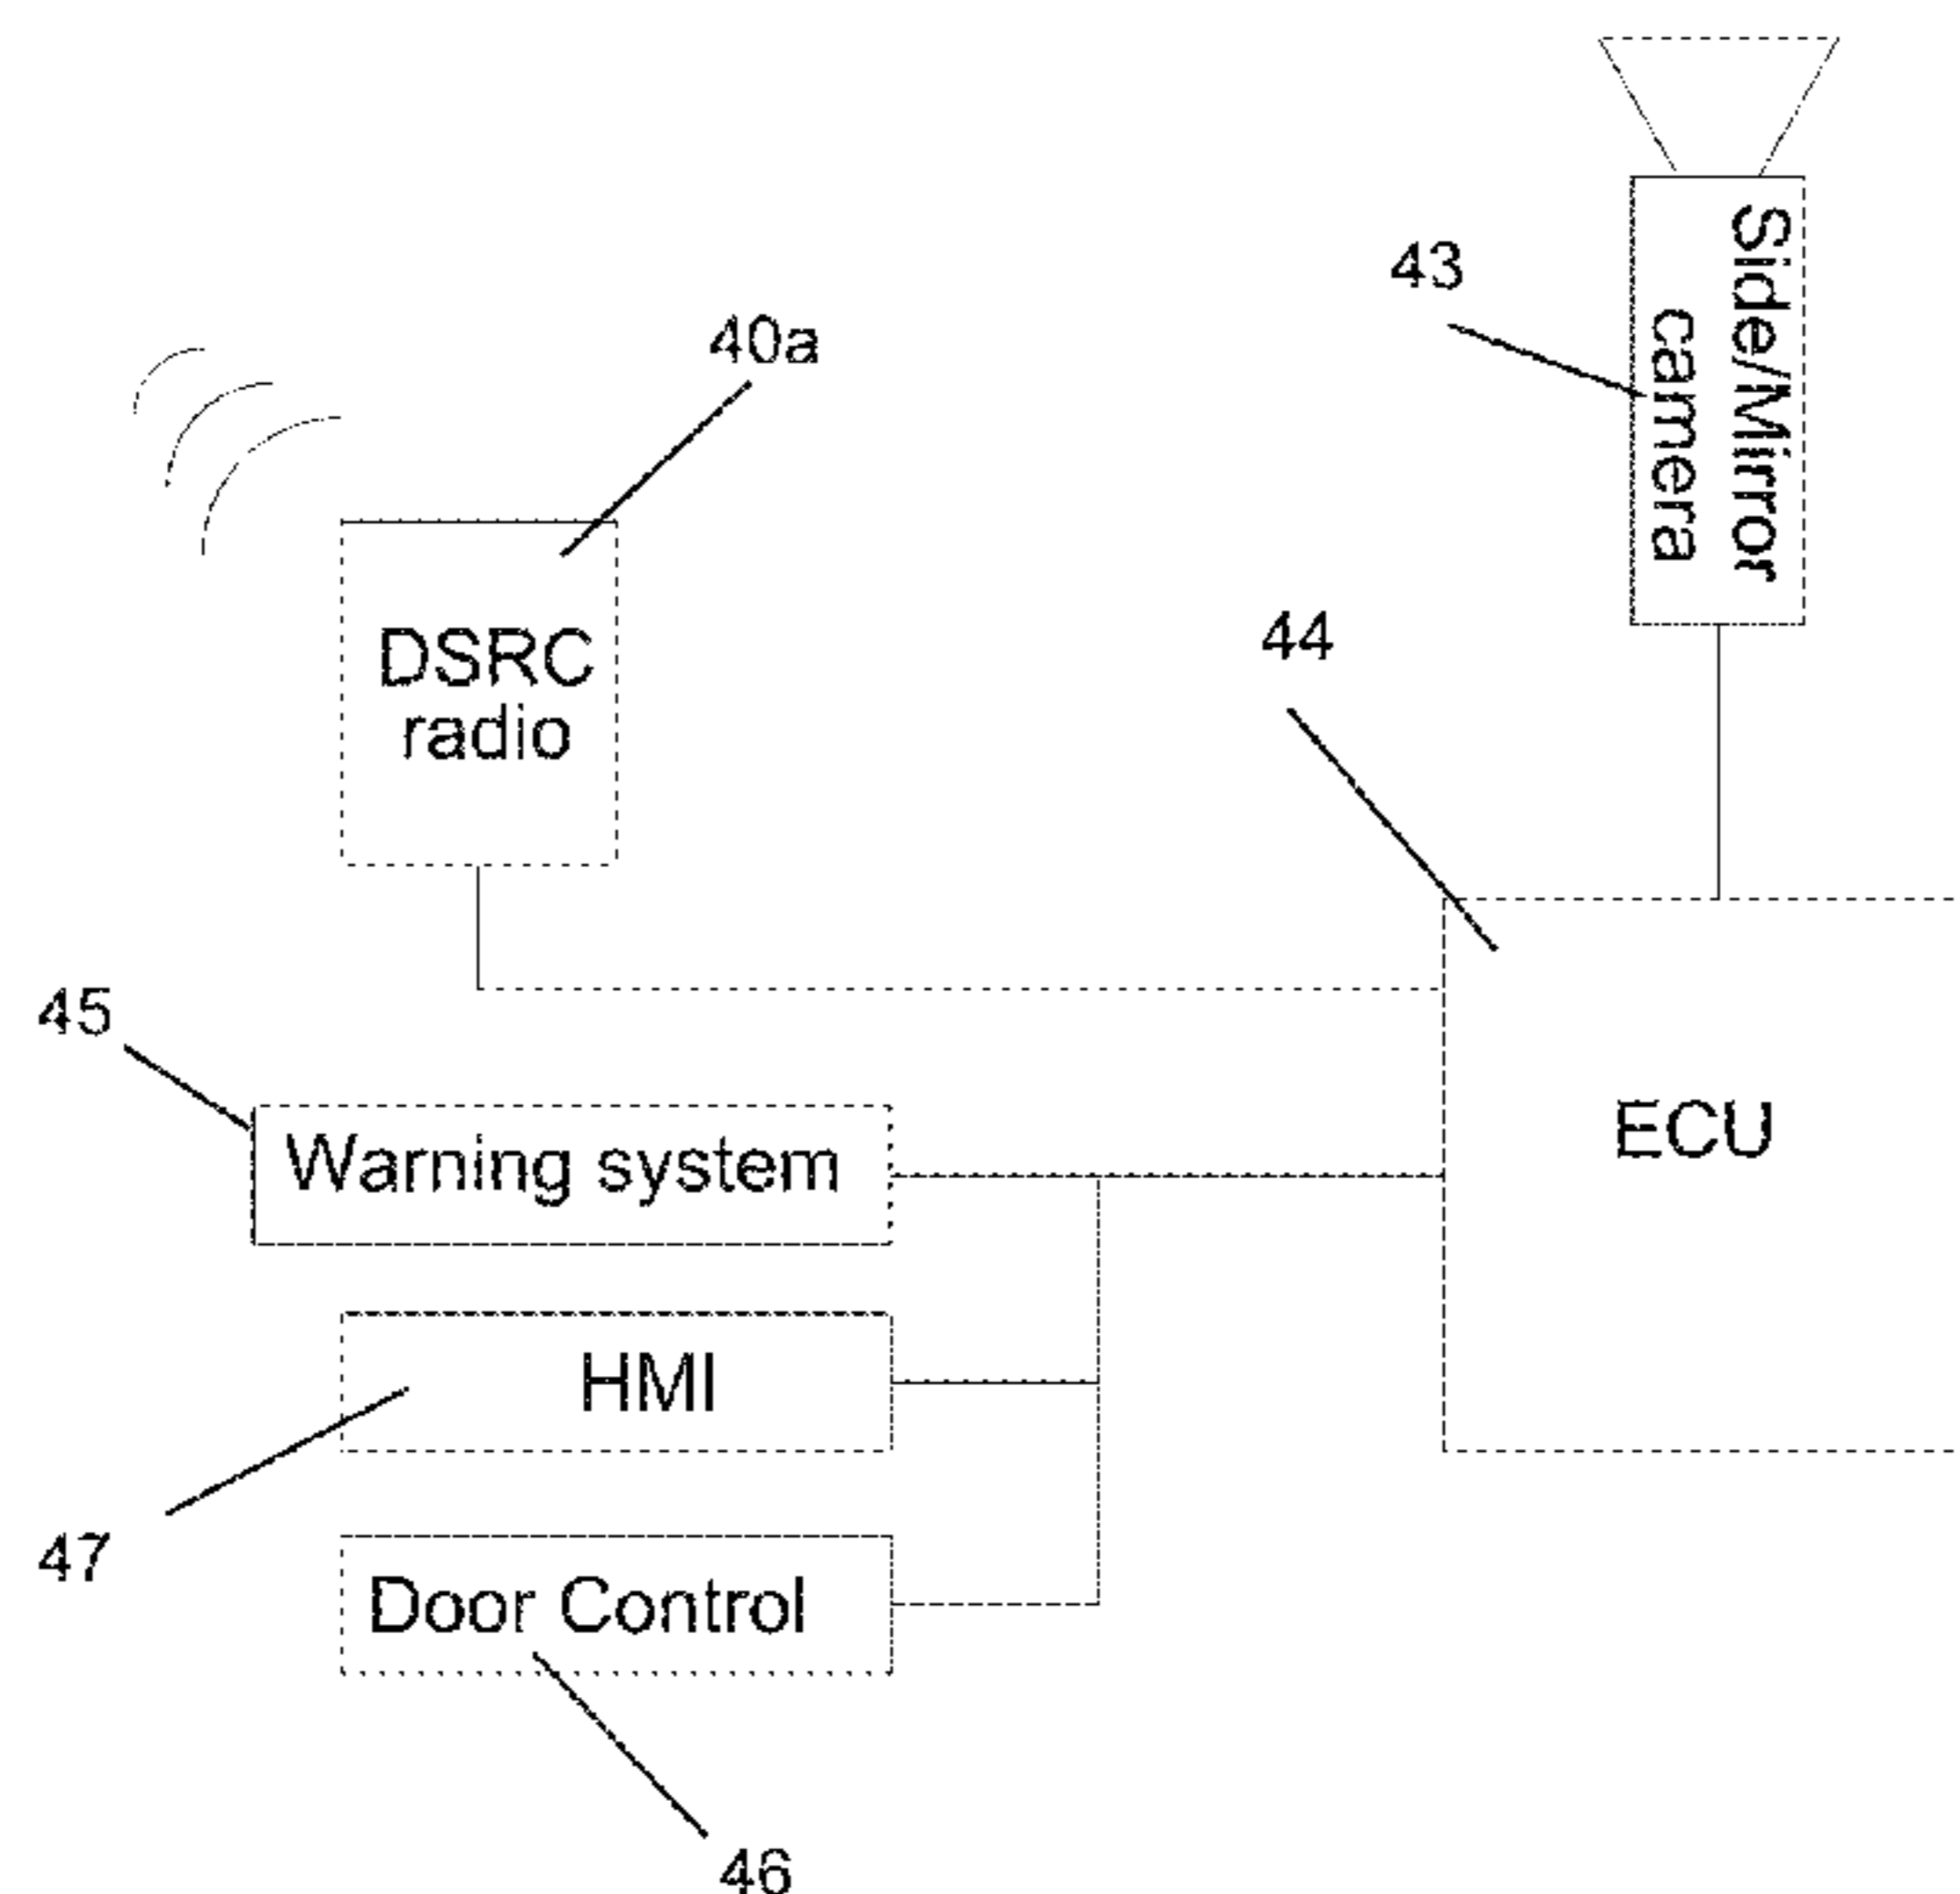 43
Side/Mirror
camera
40a
DSRC
radio
44
45
Warning system
ECU
HMI
47
Door Control
46